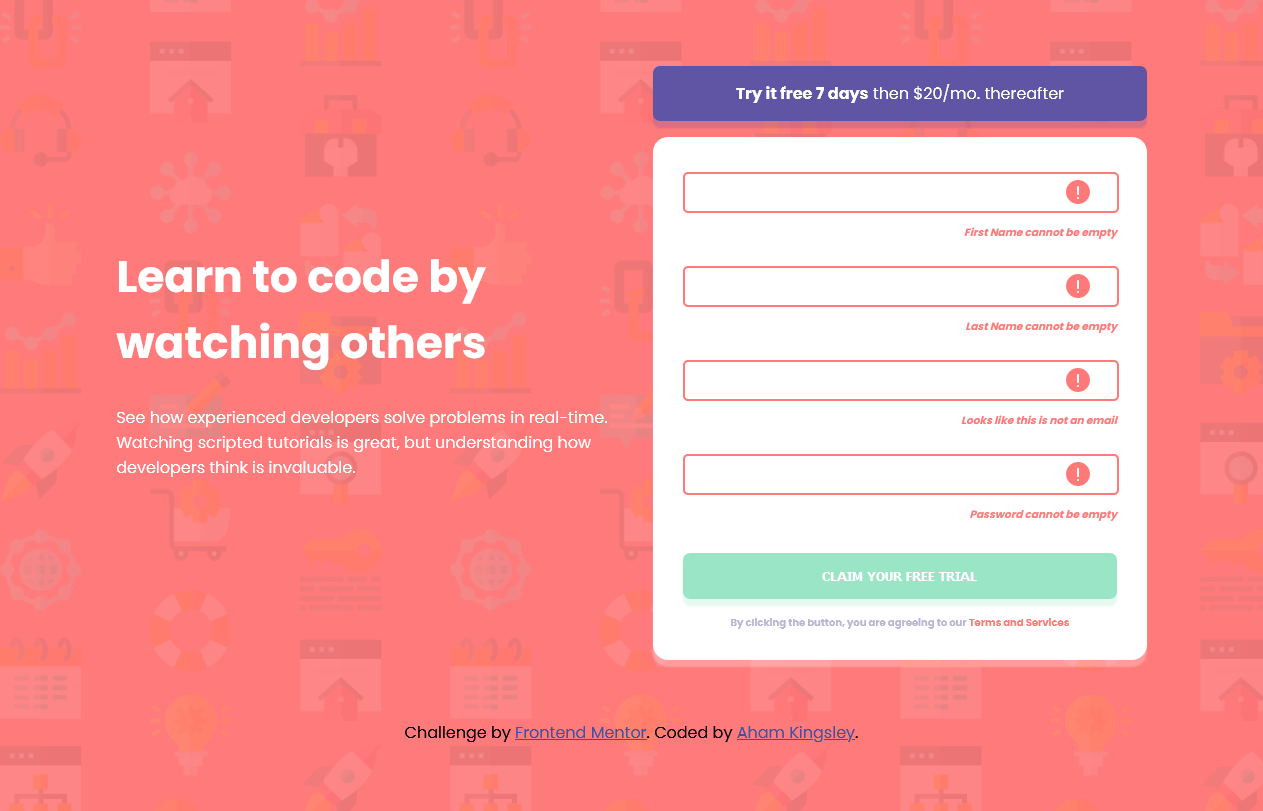 Learn to code by
watching others
See how experienced developers solve problems in real-time.
Watching scripted tutorials is great, but understanding how
developers think is invaluable.
Try it free 7 days then $20/mo. thereafter
First Name cannot be empty
Last Name cannot be empty
Looks like this is not an email
Password cannot be empty
CLAIM YOUR FREE TRIAL
By clicking the button, you are agreeing to our Terms and Services
Challenge by Frontend Mentor. Coded by Aham Kingsley.